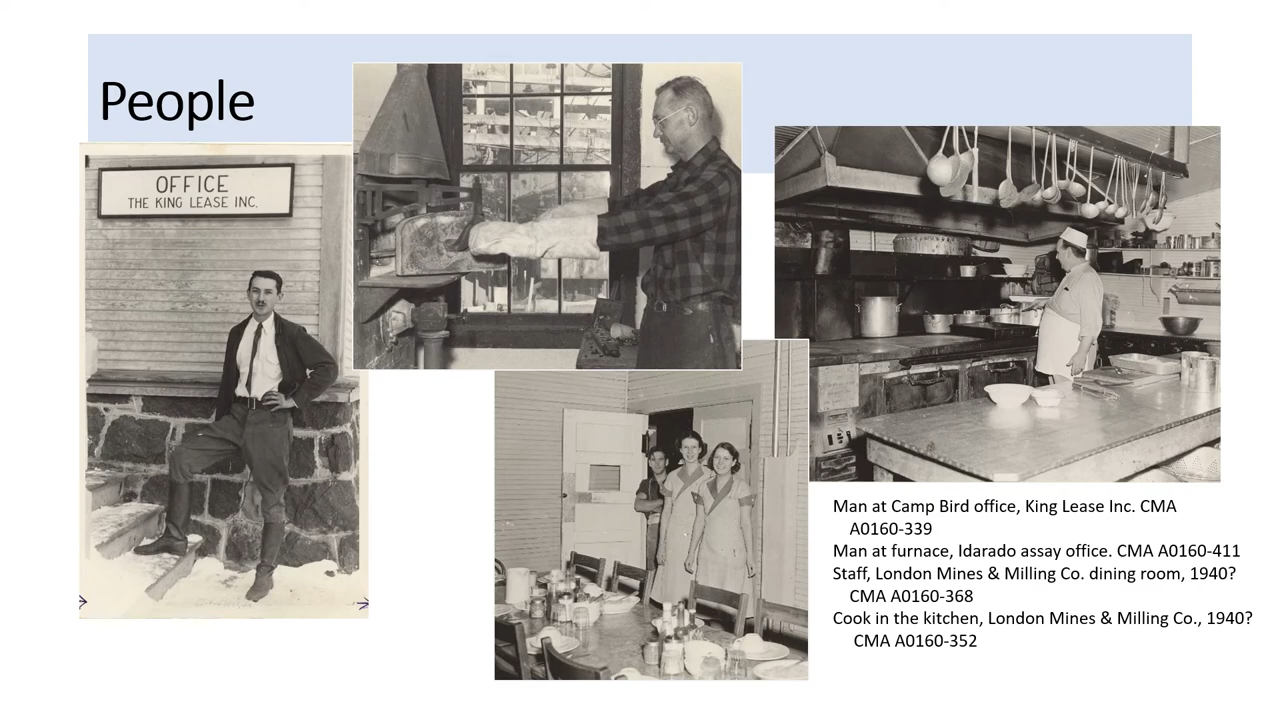 People
OFFICE
THE KING LEASE INC.
Man at Camp Bird office, King Lease Inc. CMA
A0160-339
Man at furnace, Idarado assay office. CMA A0160-411
Staff, London Mines & Milling Co. dining room, 1940?
CMA A0160-368
Cook in the kitchen, London Mines & Milling Co., 1940?
CMA A0160-352